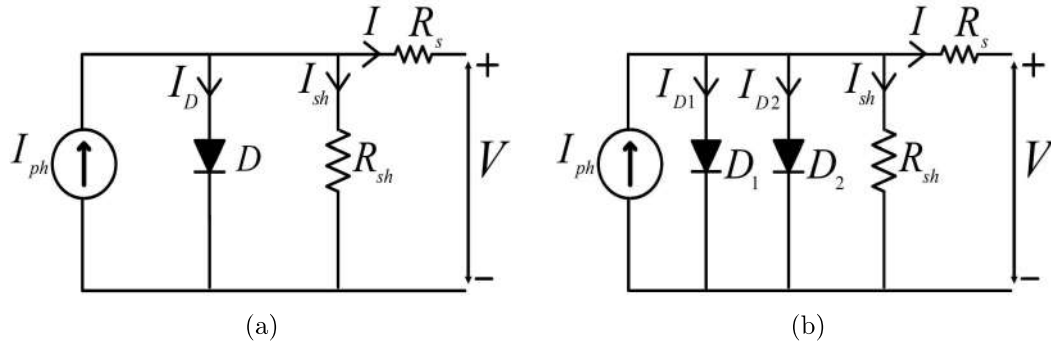 I R_s
+
I_D I_sh
I_ph D R_sh V
−
(a)
I R_s
+
I_D1 I_D2 I_sh
I_ph D_1 D_2 R_sh V
−
(b)